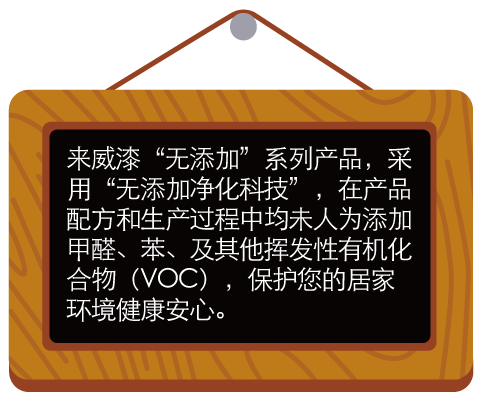 来威漆“无添加”系列产品，采
用“无添加净化科技”，在产品
配方和生产过程中均未人为添加
甲醛、苯、及其他挥发性有机化
合物（VOC），保护您的居家
环境健康安心。